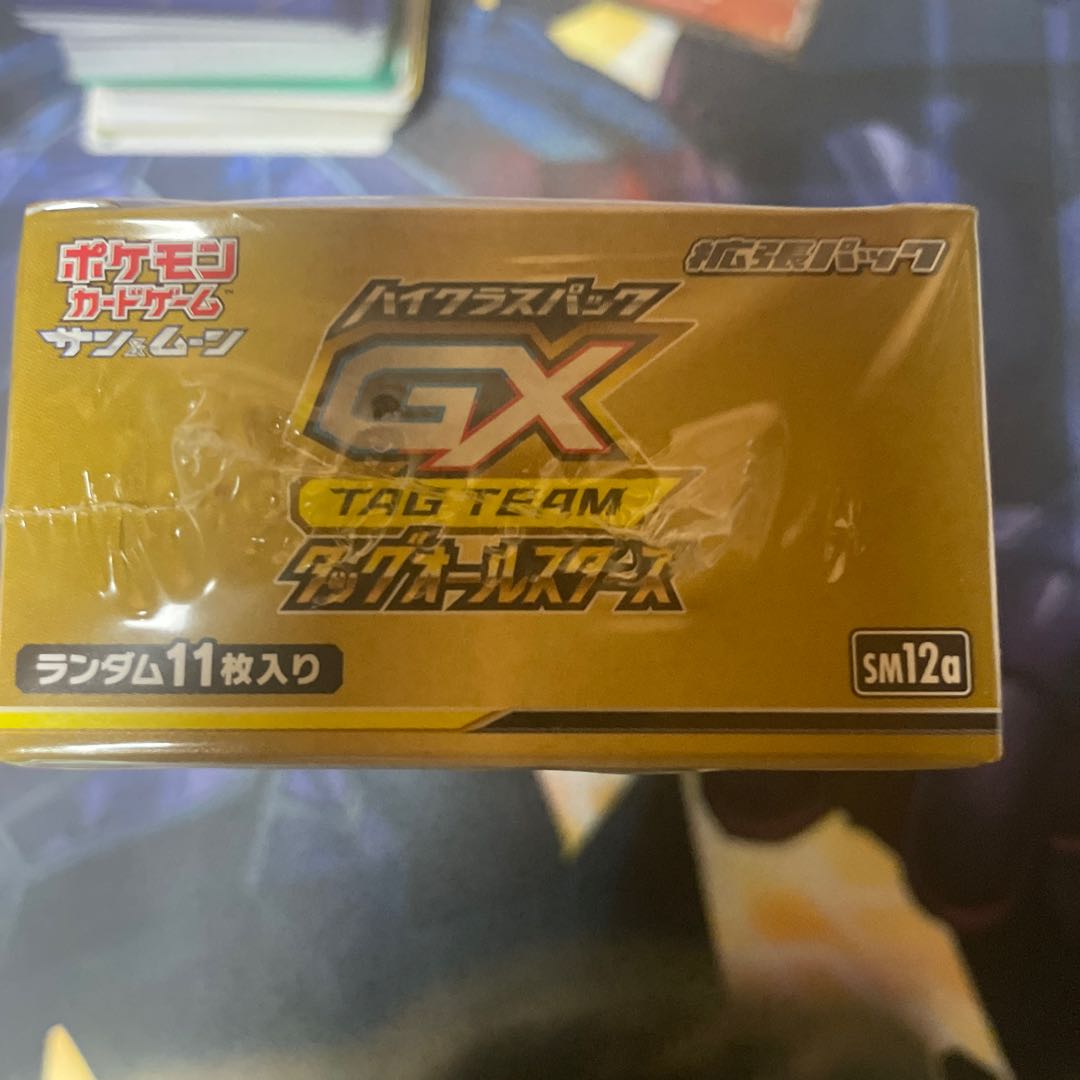 ポケモン
カードゲーム™
サン&ムーン
拡張パック
ハイクラスパック
GX
TAG TEAM
タッグオールスターズ
ランダム11枚入り
SM12a